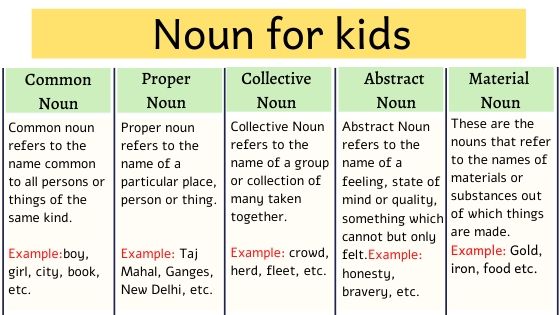 Noun for kids
Common
Noun
Common noun
refers to the
name common
to all persons or
things of the
same kind.
Example:boy,
girl, city, book,
etc.
Proper
Noun
Proper noun
refers to the
name of a
particular place,
person or thing.
Example: Taj
Mahal, Ganges,
New Delhi, etc.
Collective
Noun
Collective Noun
refers to the
name of a group
or collection of
many taken
together.
Example: crowd,
herd, fleet, etc.
Abstract
Noun
Abstract Noun
refers to the
name of a
feeling, state of
mind or quality,
something which
cannot but only
felt.Example:
honesty,
bravery, etc.
Material
Noun
These are the
nouns that refer
to the names of
materials or
substances out
of which things
are made.
Example: Gold,
iron, food etc.